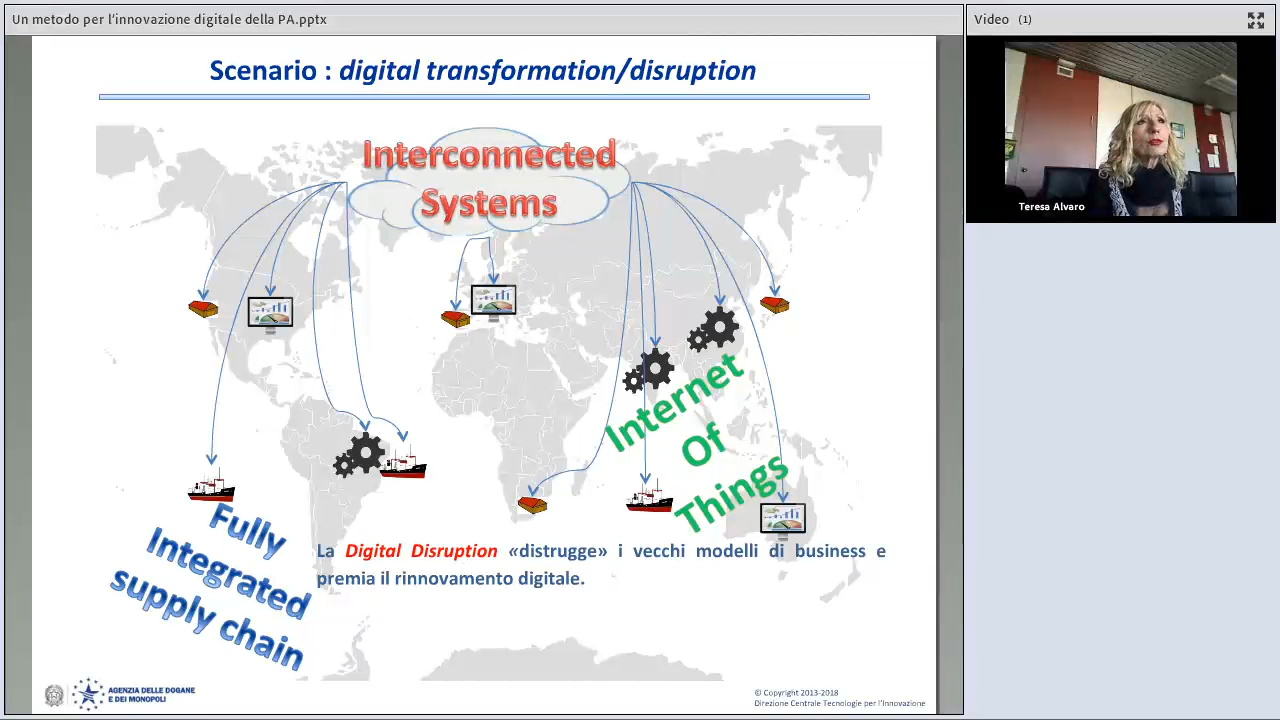 Un metodo per l'innovazione digitale della PA.pptx
Video (1)
Scenario : digital transformation/disruption
Interconnected
Systems
Teresa Alvaro
Internet
Of
Things
Fully
Integrated
supply chain
La Digital Disruption «distrugge» i vecchi modelli di business e
premia il rinnovamento digitale.
AGENZIA DELLE DOGANE
E DEI MONOPOLI
© Copyright 2013-2018
Direzione Centrale Tecnologie per l'Innovazione